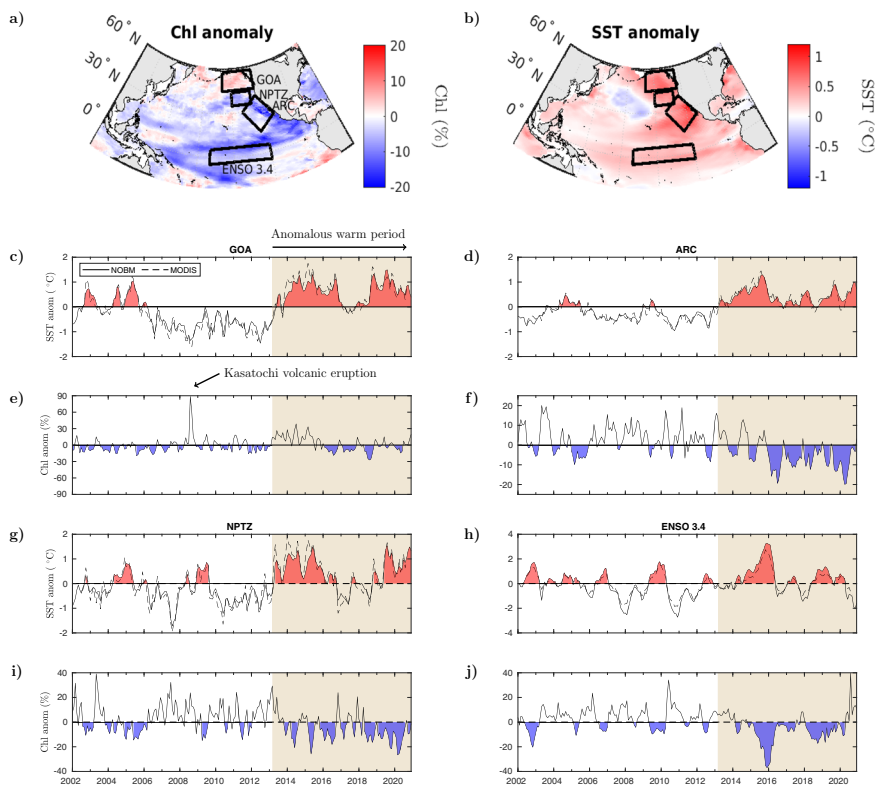 a)
Chl anomaly
60° N
30° N
0°
GOA
NPTZ
ARC
ENSO 3.4
20
10
0
-10
-20
Chl (%)
b)
SST anomaly
60° N
30° N
0°
1
0.5
0
-0.5
-1
SST (°C)
Anomalous warm period
c)
GOA
NOBM
MODIS
2
1
0
-1
-2
SST anom ( °C)
d)
ARC
2
1
0
-1
-2
Kasatochi volcanic eruption
e)
90
60
30
0
-30
-60
-90
Chl anom (%)
f)
20
10
0
-10
-20
g)
NPTZ
2
1
0
-1
-2
SST anom ( °C)
h)
ENSO 3.4
4
2
0
-2
-4
i)
40
20
0
-20
-40
Chl anom (%)
2002 2004 2006 2008 2010 2012 2014 2016 2018 2020
j)
40
20
0
-20
-40
2002 2004 2006 2008 2010 2012 2014 2016 2018 2020